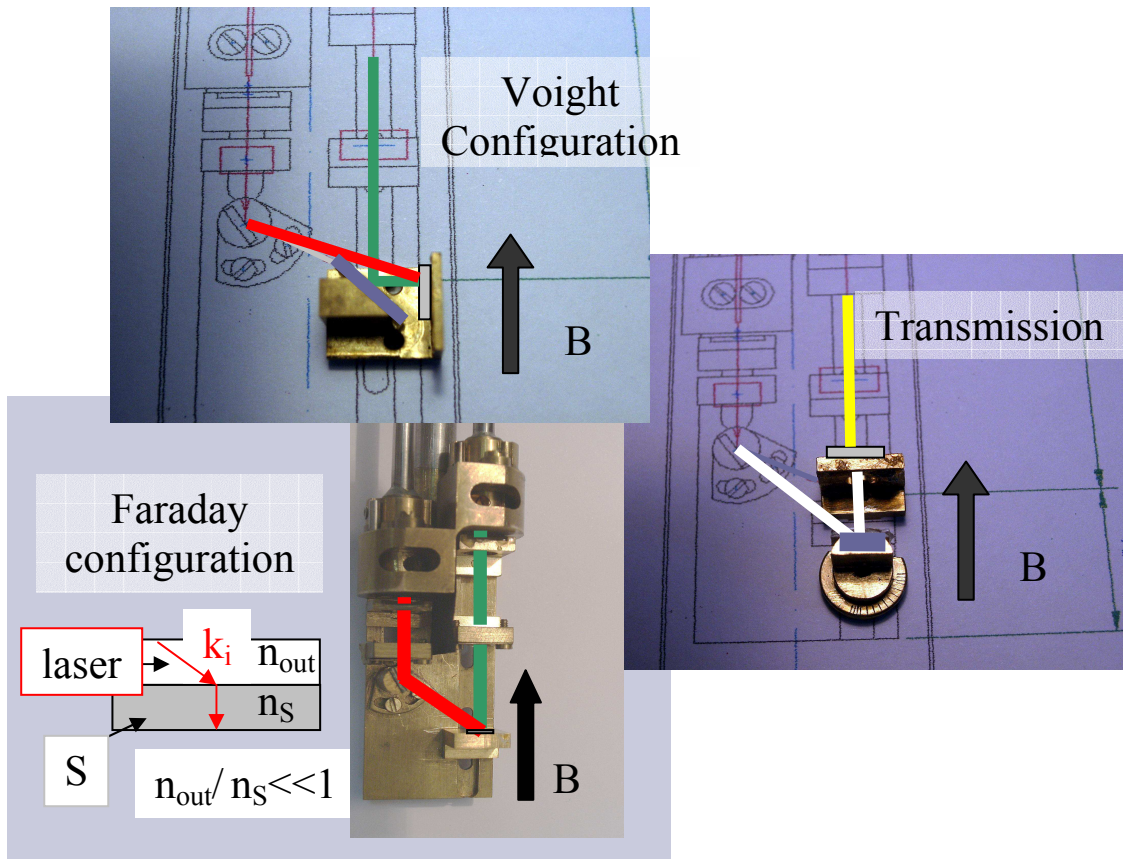 Voight
Configuration
B
Transmission
B
Faraday
configuration
laser
k_i
n_out
n_S
S
n_out/ n_S<<1
B